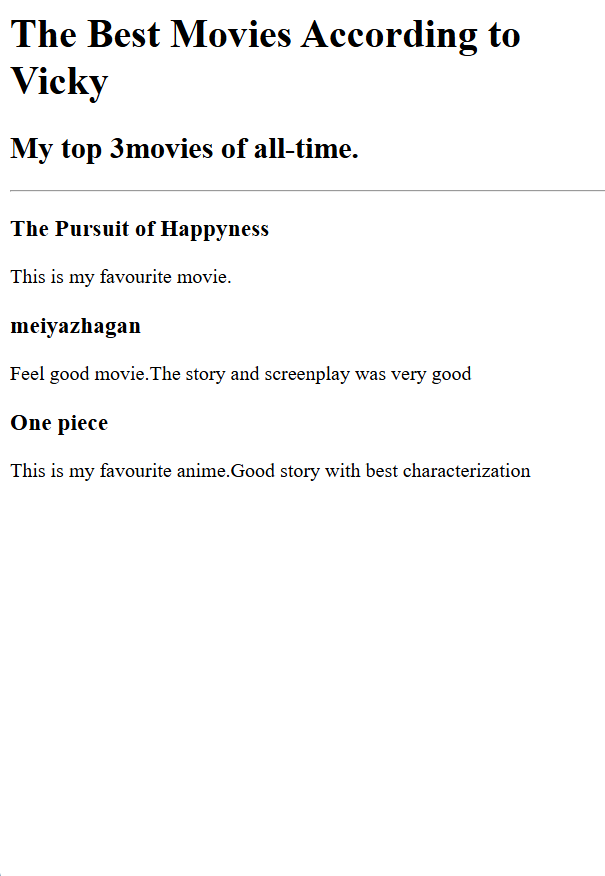 The Best Movies According to
Vicky
My top 3movies of all-time.
The Pursuit of Happyness
This is my favourite movie.
meiyazhagan
Feel good movie.The story and screenplay was very good
One piece
This is my favourite anime.Good story with best characterization